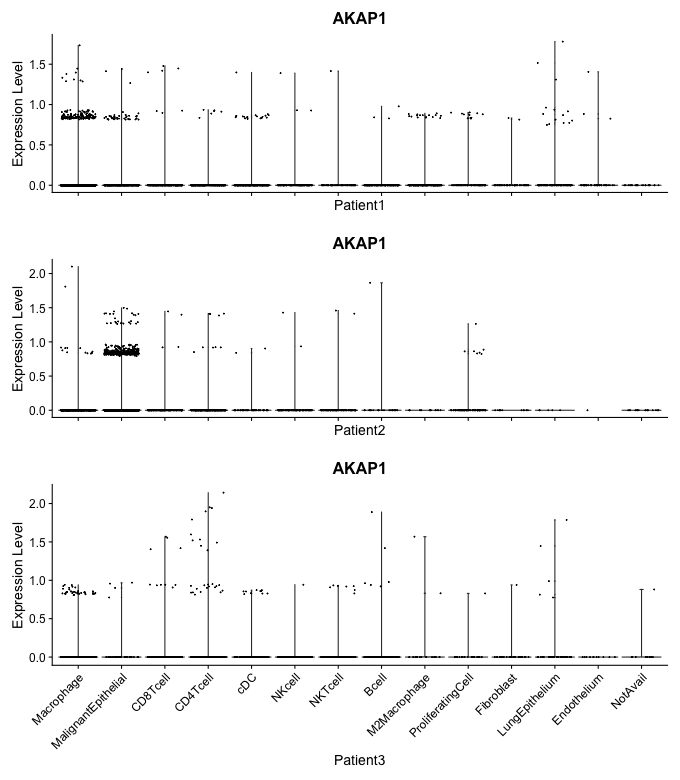 AKAP1
Expression Level
1.5
1.0
0.5
0.0
Patient1
AKAP1
Expression Level
2.0
1.5
1.0
0.5
0.0
Patient2
AKAP1
Expression Level
2.0
1.5
1.0
0.5
0.0
Macrophage
MalignantEpithelial
CD8Tcell
CD4Tcell
cDC
NKcell
NKTcell
Bcell
M2Macrophage
ProliferatingCell
Fibroblast
LungEpithelium
Endothelium
NotAvail
Patient3